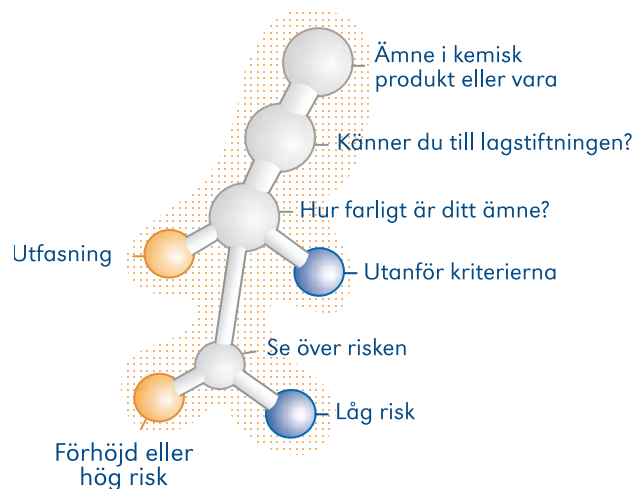 Ämne i kemisk
produkt eller vara
Känner du till lagstiftningen?
Hur farligt är ditt ämne?
Utfasning
Utanför kriterierna
Se över risken
Låg risk
Förhöjd eller
hög risk